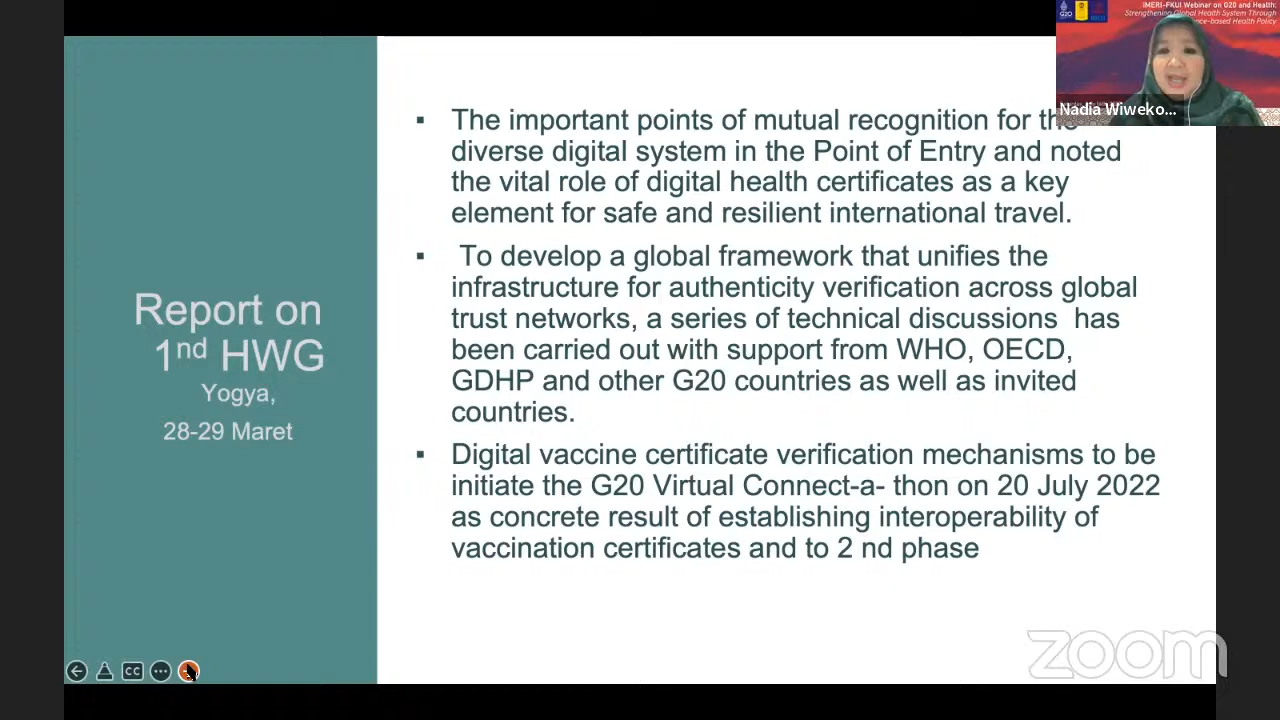 IMERI-FKUI Webinar on G20 and Health:
Strengthening Global Health System Through
Evidence-based Health Policy
G20
Nadia Wiweko...
▪ The important points of mutual recognition for the
diverse digital system in the Point of Entry and noted
the vital role of digital health certificates as a key
element for safe and resilient international travel.
▪ To develop a global framework that unifies the
infrastructure for authenticity verification across global
trust networks, a series of technical discussions has
been carried out with support from WHO, OECD,
GDHP and other G20 countries as well as invited
countries.
▪ Digital vaccine certificate verification mechanisms to be
initiate the G20 Virtual Connect-a- thon on 20 July 2022
as concrete result of establishing interoperability of
vaccination certificates and to 2 nd phase
Report on
1nd HWG
Yogya,
28-29 Maret
CC
zoom